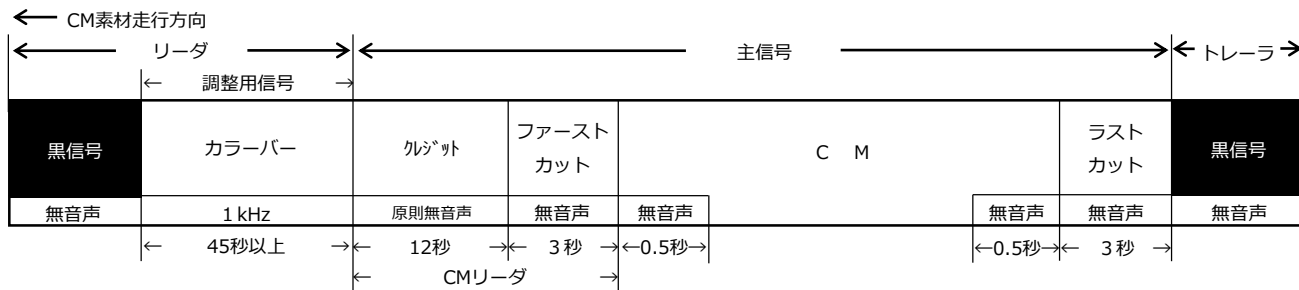 ← CM素材走行方向
← リーダ → ← 主信号 → ← トレーラ →
← 調整用信号 →
黒信号 カラーバー ｸﾚｼﾞｯﾄ ファースト カット C M ラスト カット 黒信号
無音声 1kHz 原則無音声 無音声 無音声 無音声 無音声 無音声
← 45秒以上 → ← 12秒 → ← 3秒 → ←0.5秒→ ←0.5秒→ ← 3秒 →
← CMリーダ →